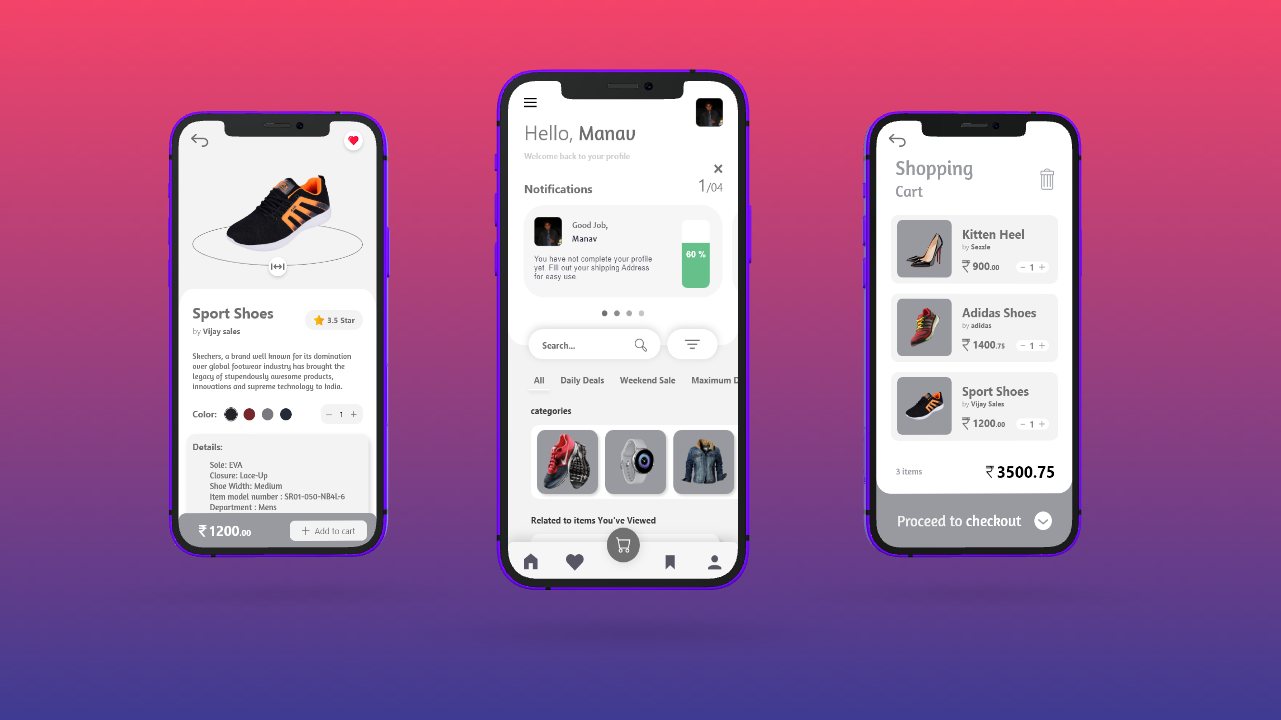 Sport Shoes
by Vijay sales
3.5 Star
Skechers, a brand well known for its domination
over global footwear industry has brought the
legacy of stupendously awesome products,
innovations and supreme technology to India.
Color:
− 1 +
Details:
Sole: EVA
Closure: Lace-Up
Shoe Width: Medium
Item model number : SR01-050-NB4L-6
Department : Mens
₹ 1200.00
+ Add to cart
Hello, Manav
Welcome back to your profile
×
Notifications
1/04
Good Job,
Manav
You have not complete your profile
yet Fill out your shipping Address
for easy use
60 %
Search...
All Daily Deals Weekend Sale Maximum D
categories
Related to items You've Viewed
Shopping
Cart
Kitten Heel
by Sezzle
₹ 900.00
− 1 +
Adidas Shoes
by adidas
₹ 1400.75
− 1 +
Sport Shoes
by Vijay Sales
₹ 1200.00
− 1 +
3 items
₹ 3500.75
Proceed to checkout